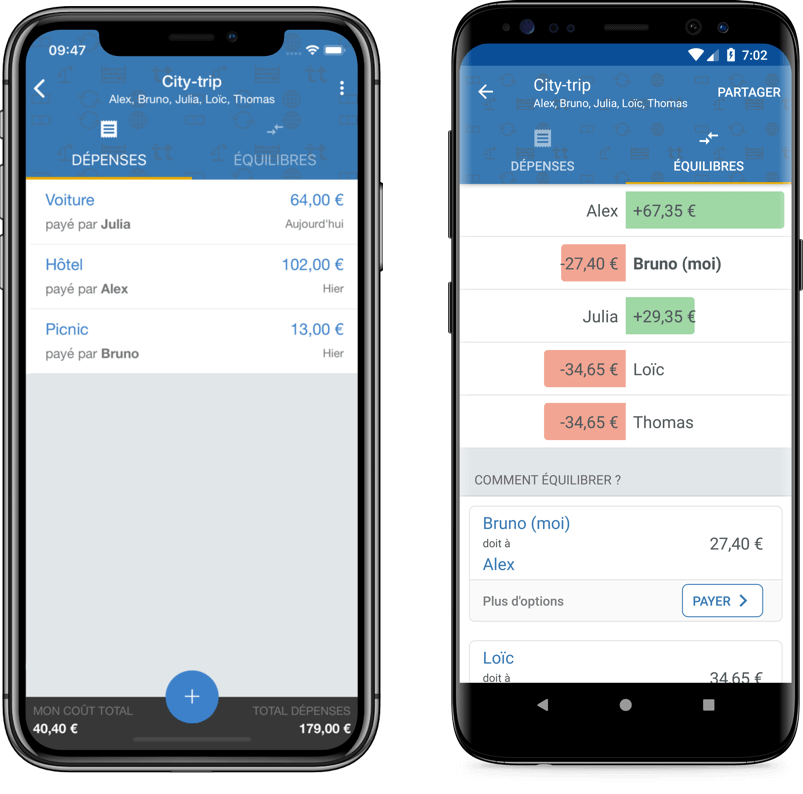 09:47
City-trip
Alex, Bruno, Julia, Loïc, Thomas
DÉPENSES
ÉQUILIBRES
Voiture
64,00 €
payé par Julia
Aujourd'hui
Hôtel
102,00 €
payé par Alex
Hier
Picnic
13,00 €
payé par Bruno
Hier
MON COÛT TOTAL
TOTAL DÉPENSES
40,40 €
179,00 €
7:02
City-trip
PARTAGER
Alex, Bruno, Julia, Loïc, Thomas
DÉPENSES
ÉQUILIBRES
Alex
+67,35 €
-27,40 €
Bruno (moi)
Julia
+29,35 €
-34,65 €
Loïc
-34,65 €
Thomas
COMMENT ÉQUILIBRER ?
Bruno (moi)
doit à
27,40 €
Alex
Plus d'options
PAYER
Loïc
doit à
34,65 €